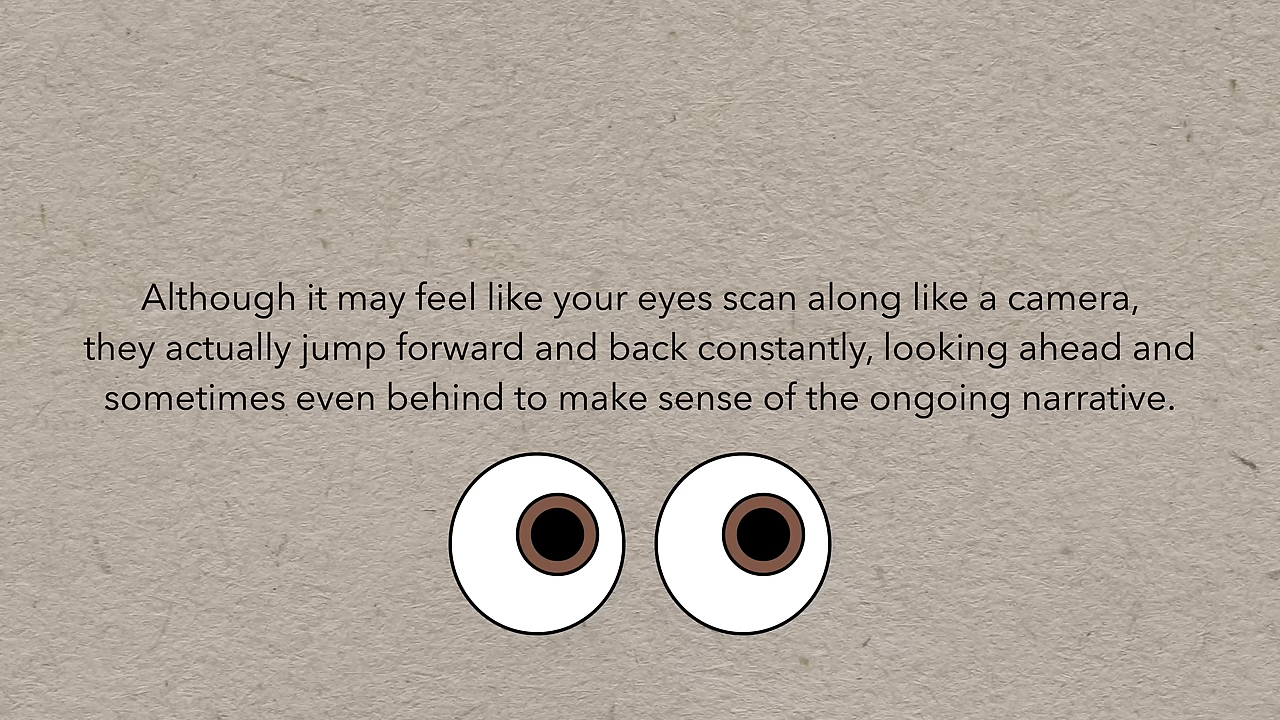 Although it may feel like your eyes scan along like a camera,
they actually jump forward and back constantly, looking ahead and
sometimes even behind to make sense of the ongoing narrative.